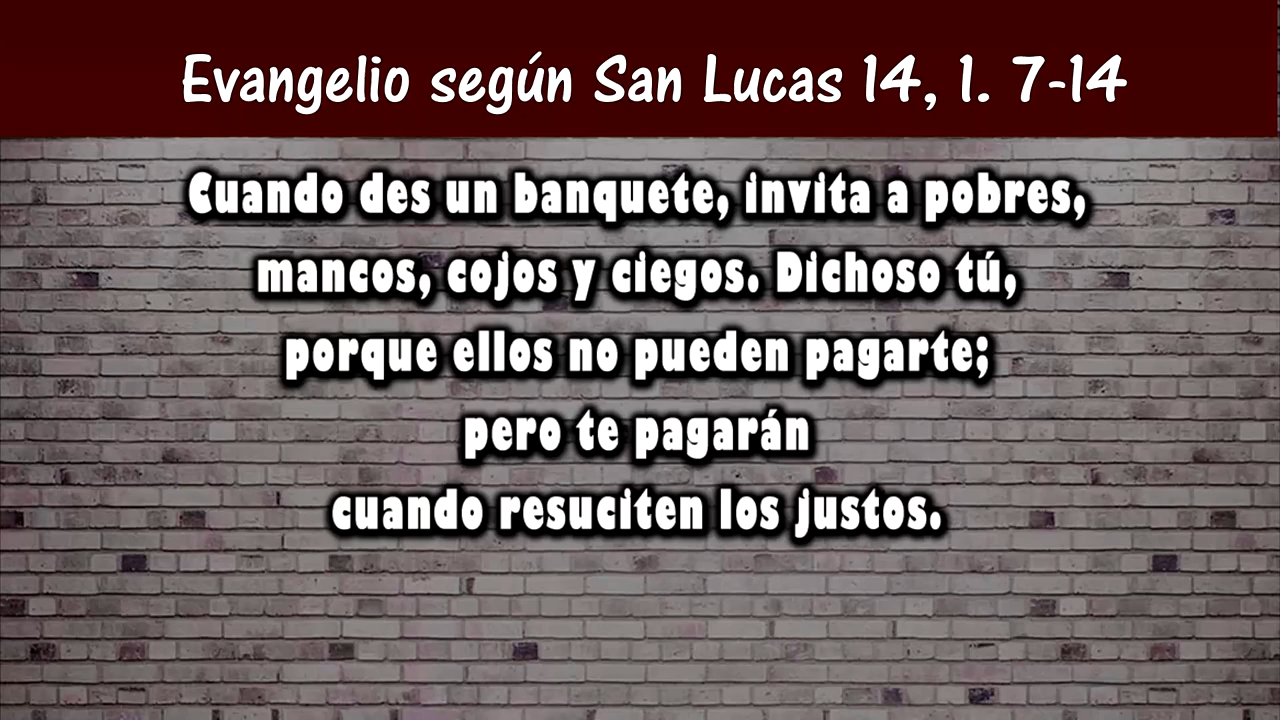 Evangelio según San Lucas 14, 1. 7-14
Cuando des un banquete, invita a pobres,
mancos, cojos y ciegos. Dichoso tú,
porque ellos no pueden pagarte;
pero te pagarán
cuando resuciten los justos.